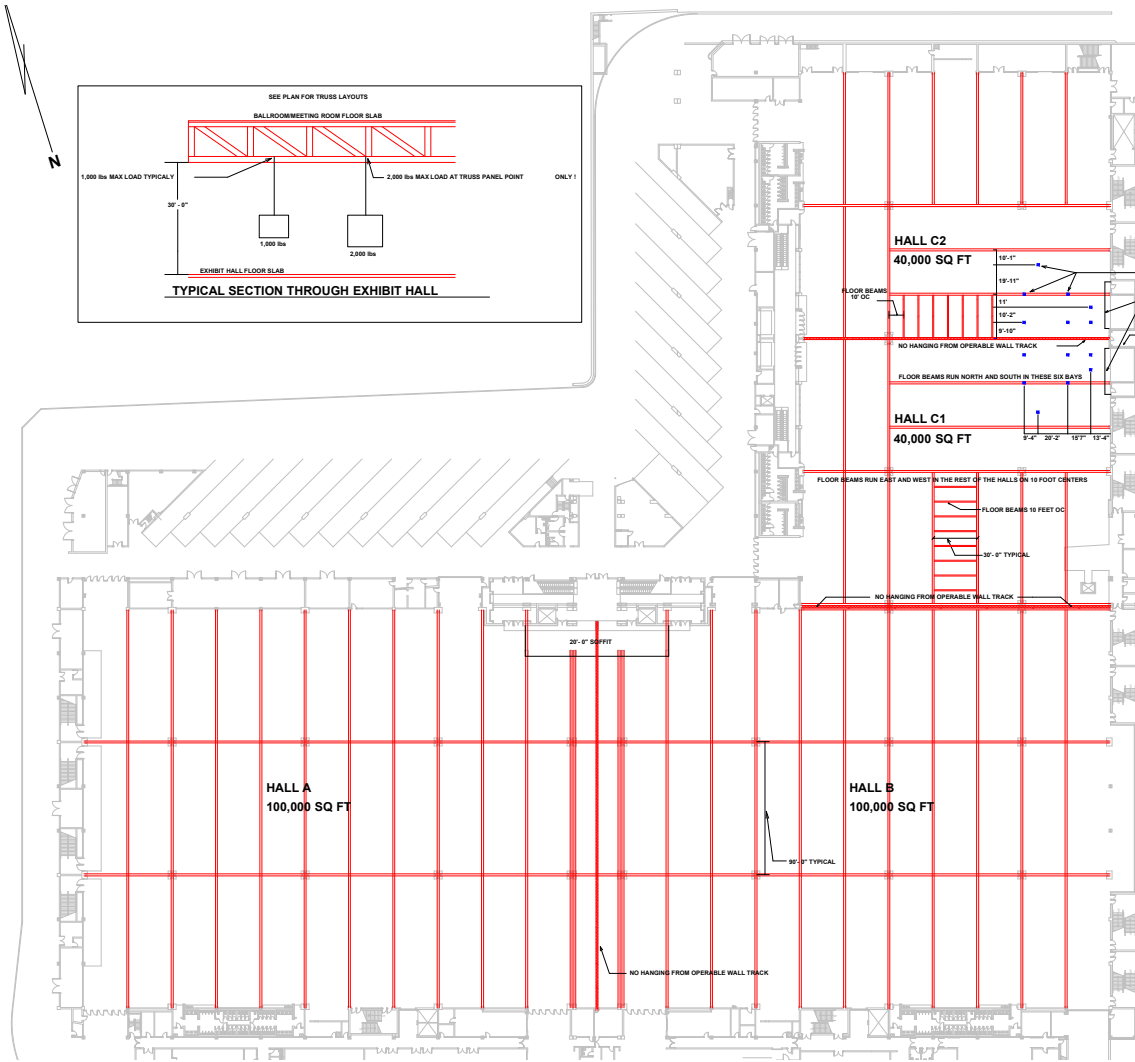 SEE PLAN FOR TRUSS LAYOUTS
BALLROOM/MEETING ROOM FLOOR SLAB
N
1,000 lbs MAX LOAD TYPICALY
2,000 lbs MAX LOAD AT TRUSS PANEL POINT ONLY !
30' - 0"
1,000 lbs
2,000 lbs
EXHIBIT HALL FLOOR SLAB
TYPICAL SECTION THROUGH EXHIBIT HALL
HALL C2
40,000 SQ FT
10'-1"
19'-11"
FLOOR BEAMS
10' OC
11'
10'-2"
9'-10"
NO HANGING FROM OPERABLE WALL TRACK
FLOOR BEAMS RUN NORTH AND SOUTH IN THESE SIX BAYS
HALL C1
40,000 SQ FT
9'-4"
20'-2'
15'7"
13'-4"
FLOOR BEAMS RUN EAST AND WEST IN THE REST OF THE HALLS ON 10 FOOT CENTERS
FLOOR BEAMS 10 FEET OC
30'- 0" TYPICAL
NO HANGING FROM OPERABLE WALL TRACK
20'- 0" SOFFIT
HALL A
100,000 SQ FT
HALL B
100,000 SQ FT
90'- 0" TYPICAL
NO HANGING FROM OPERABLE WALL TRACK